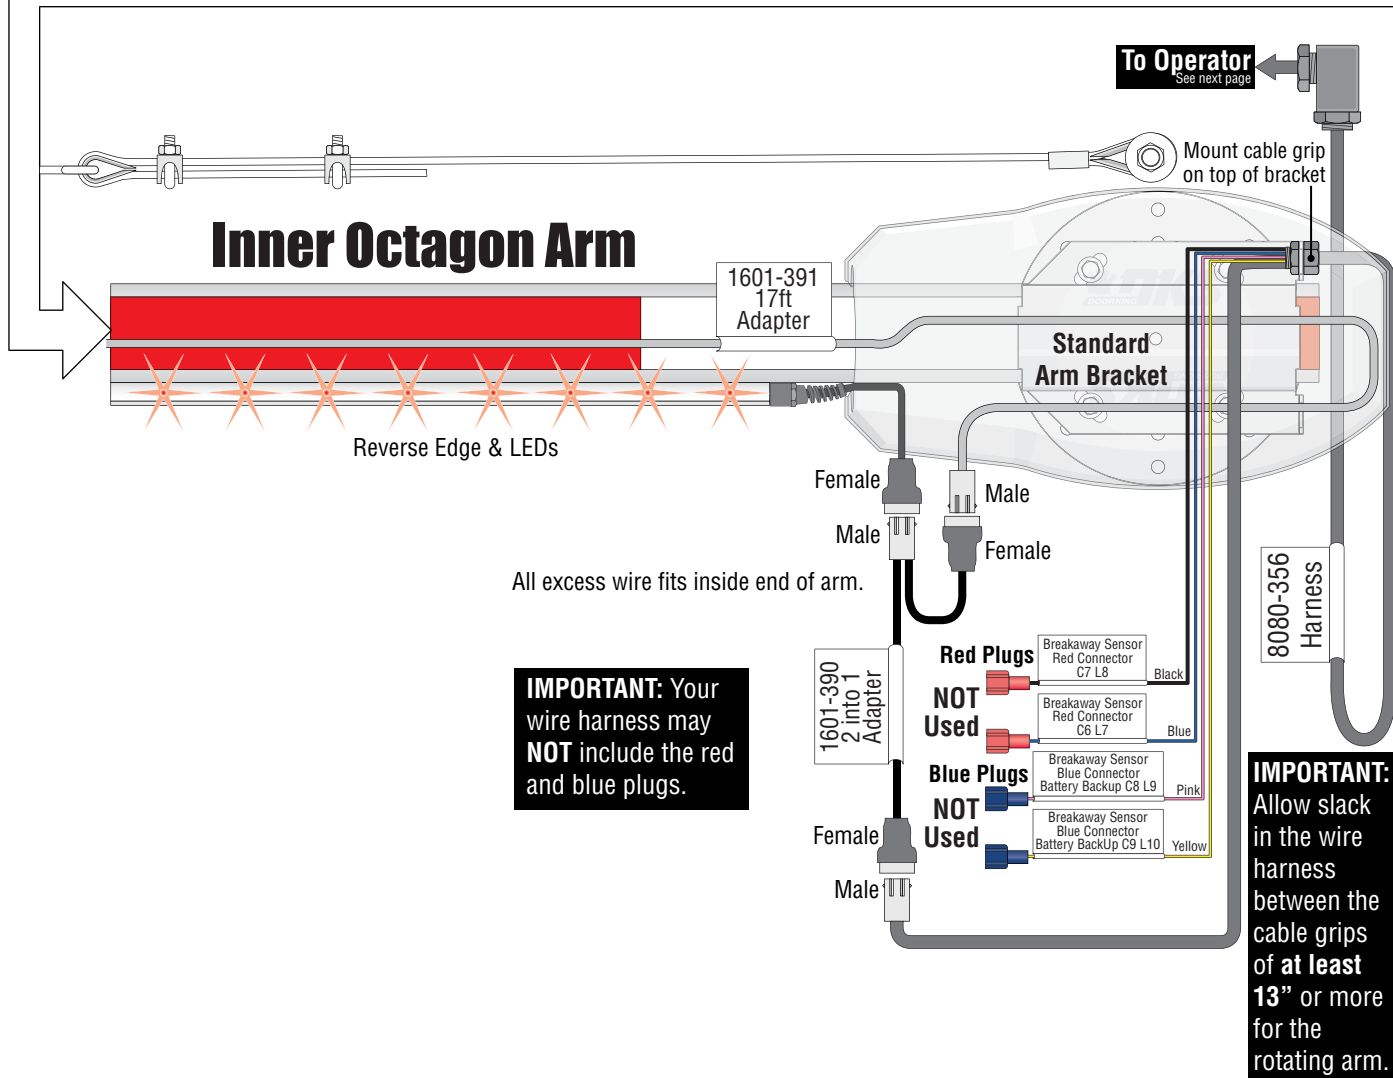 To Operator
See next page
Mount cable grip
on top of bracket
Inner Octagon Arm
1601-391
17ft
Adapter
DKS
DOORKING
Standard
Arm Bracket
Reverse Edge & LEDs
Female
Male
Male
Female
All excess wire fits inside end of arm.
8080-356
Harness
1601-390
2 into 1
Adapter
IMPORTANT: Your
wire harness may
NOT include the red
and blue plugs.
Red Plugs
NOT
Used
Breakaway Sensor
Red Connector
C7 L8
Black
Breakaway Sensor
Red Connector
C6 L7
Blue
Blue Plugs
NOT
Used
Breakaway Sensor
Blue Connector
Battery Backup C8 L9
Pink
Breakaway Sensor
Blue Connector
Battery BackUp C9 L10
Yellow
Female
Male
IMPORTANT:
Allow slack
in the wire
harness
between the
cable grips
of at least
13” or more
for the
rotating arm.